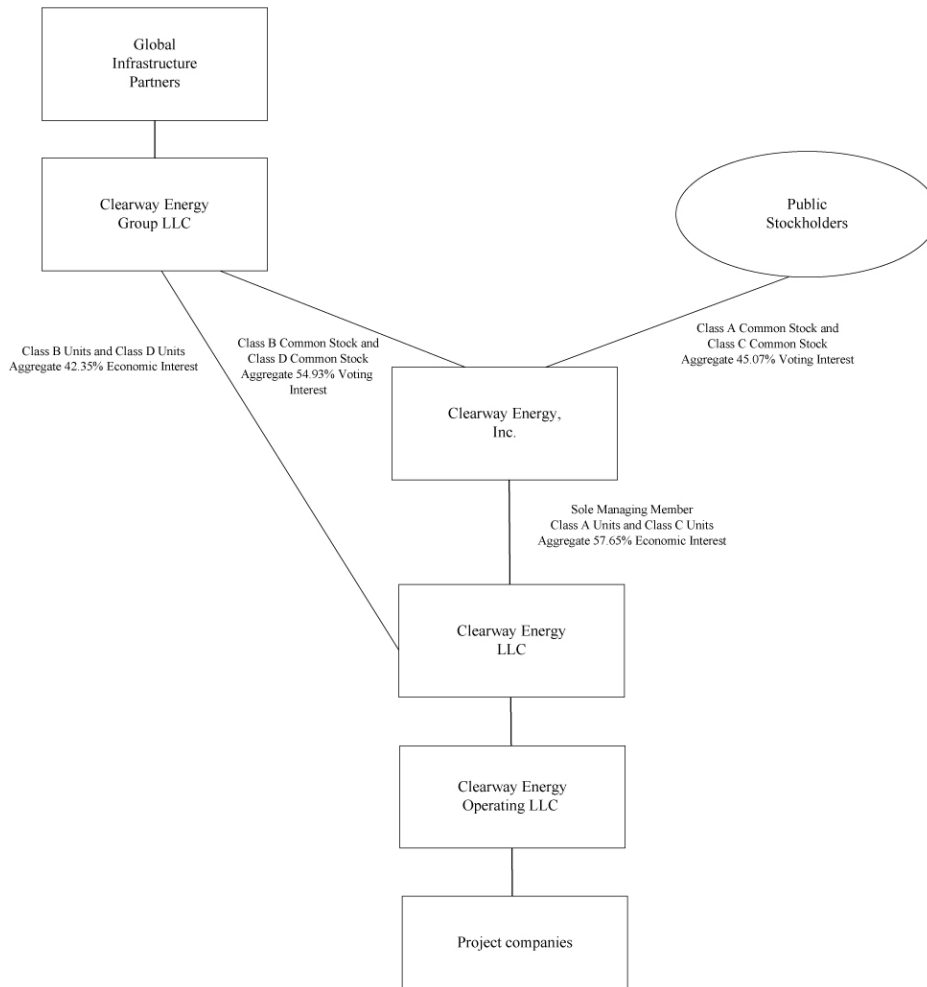 Global
Infrastructure
Partners
Clearway Energy
Group LLC
Public
Stockholders
Class B Units and Class D Units
Aggregate 42.35% Economic Interest
Class B Common Stock and
Class D Common Stock
Aggregate 54.93% Voting
Interest
Class A Common Stock and
Class C Common Stock
Aggregate 45.07% Voting Interest
Clearway Energy,
Inc.
Sole Managing Member
Class A Units and Class C Units
Aggregate 57.65% Economic Interest
Clearway Energy
LLC
Clearway Energy
Operating LLC
Project companies